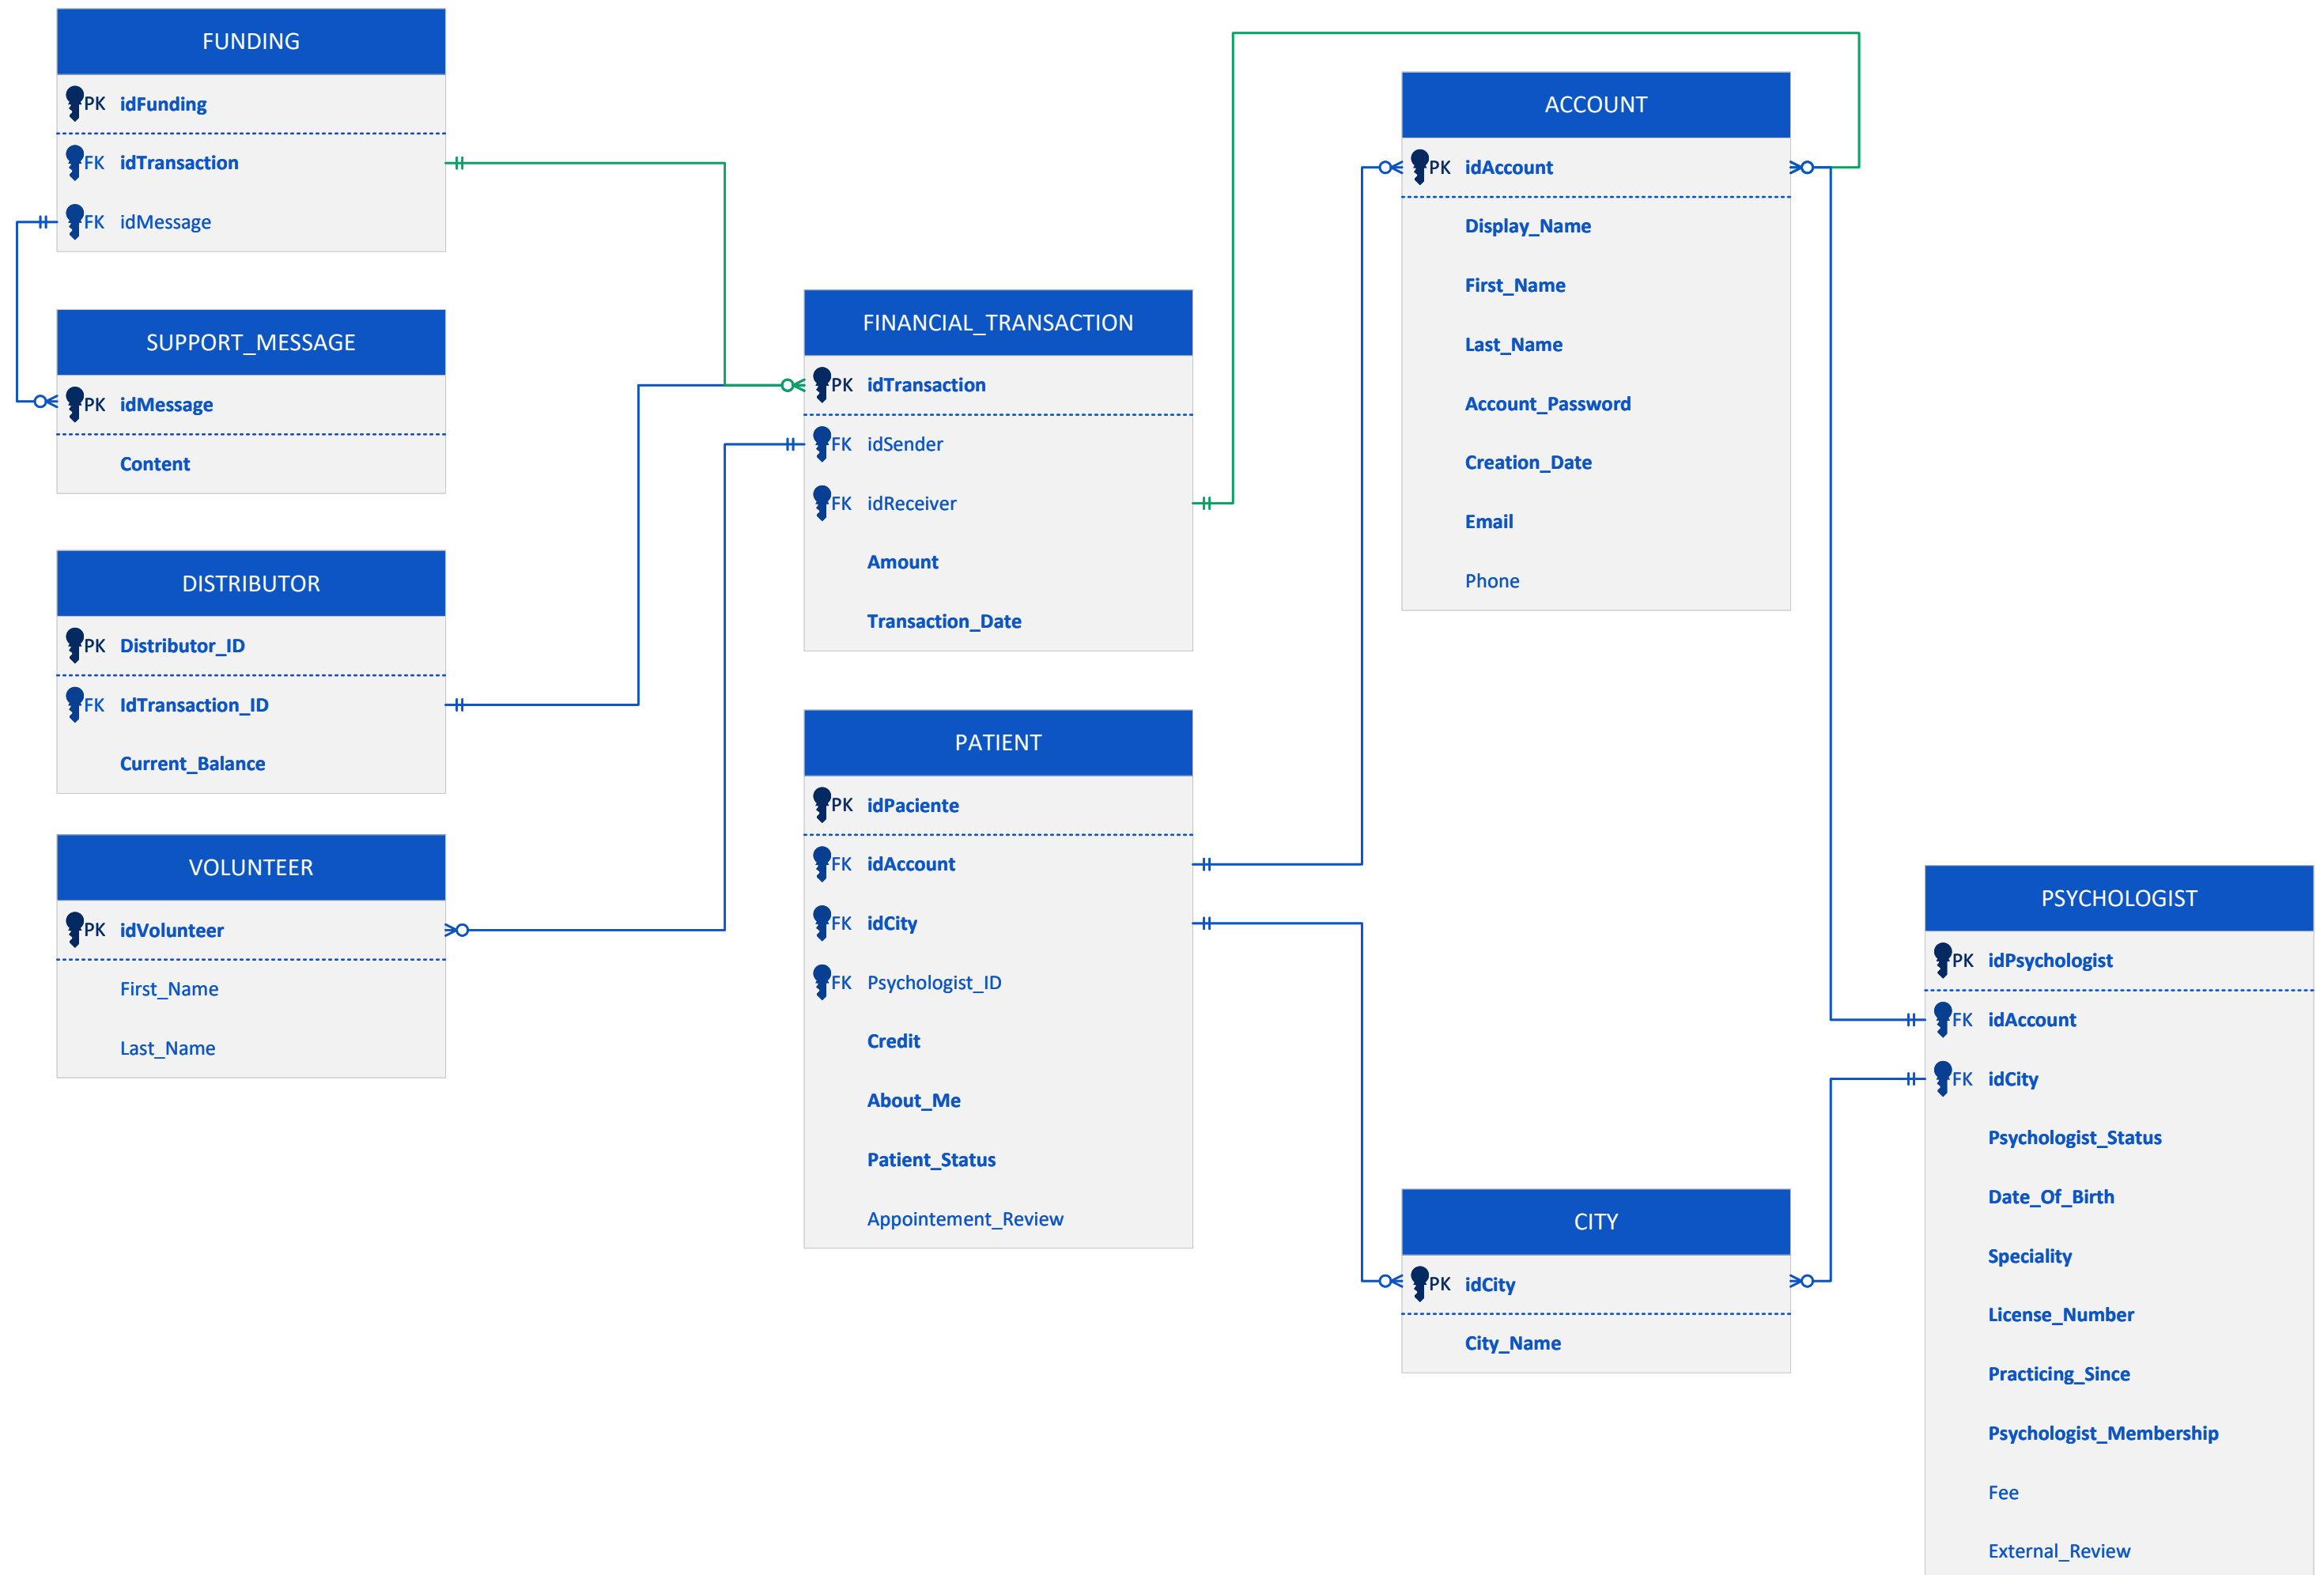 FUNDING
PK idFunding
FK idTransaction
FK idMessage
SUPPORT_MESSAGE
PK idMessage
Content
DISTRIBUTOR
PK Distributor_ID
FK IdTransaction_ID
Current_Balance
VOLUNTEER
PK idVolunteer
First_Name
Last_Name
FINANCIAL_TRANSACTION
PK idTransaction
FK idSender
FK idReceiver
Amount
Transaction_Date
PATIENT
PK idPaciente
FK idAccount
FK idCity
FK Psychologist_ID
Credit
About_Me
Patient_Status
Appointement_Review
ACCOUNT
PK idAccount
Display_Name
First_Name
Last_Name
Account_Password
Creation_Date
Email
Phone
CITY
PK idCity
City_Name
PSYCHOLOGIST
PK idPsychologist
FK idAccount
FK idCity
Psychologist_Status
Date_Of_Birth
Speciality
License_Number
Practicing_Since
Psychologist_Membership
Fee
External_Review